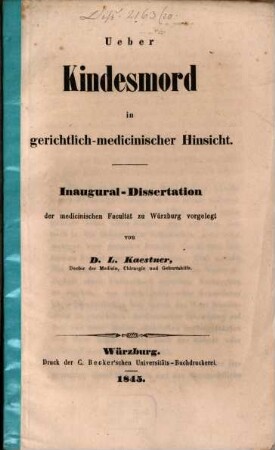 Ueber
Kindesmord
in
gerichtlich-medicinischer Hinsicht.
Inaugural-Dissertation
der medicinischen Facultät zu Würzburg vorgelegt
von
D. L. Kaestner,
Doctor der Medicin, Chirurgie und Geburtshilfe.
Würzburg.
Druck der C. Becker'schen Universitäts-Buchdruckerei.
1845.